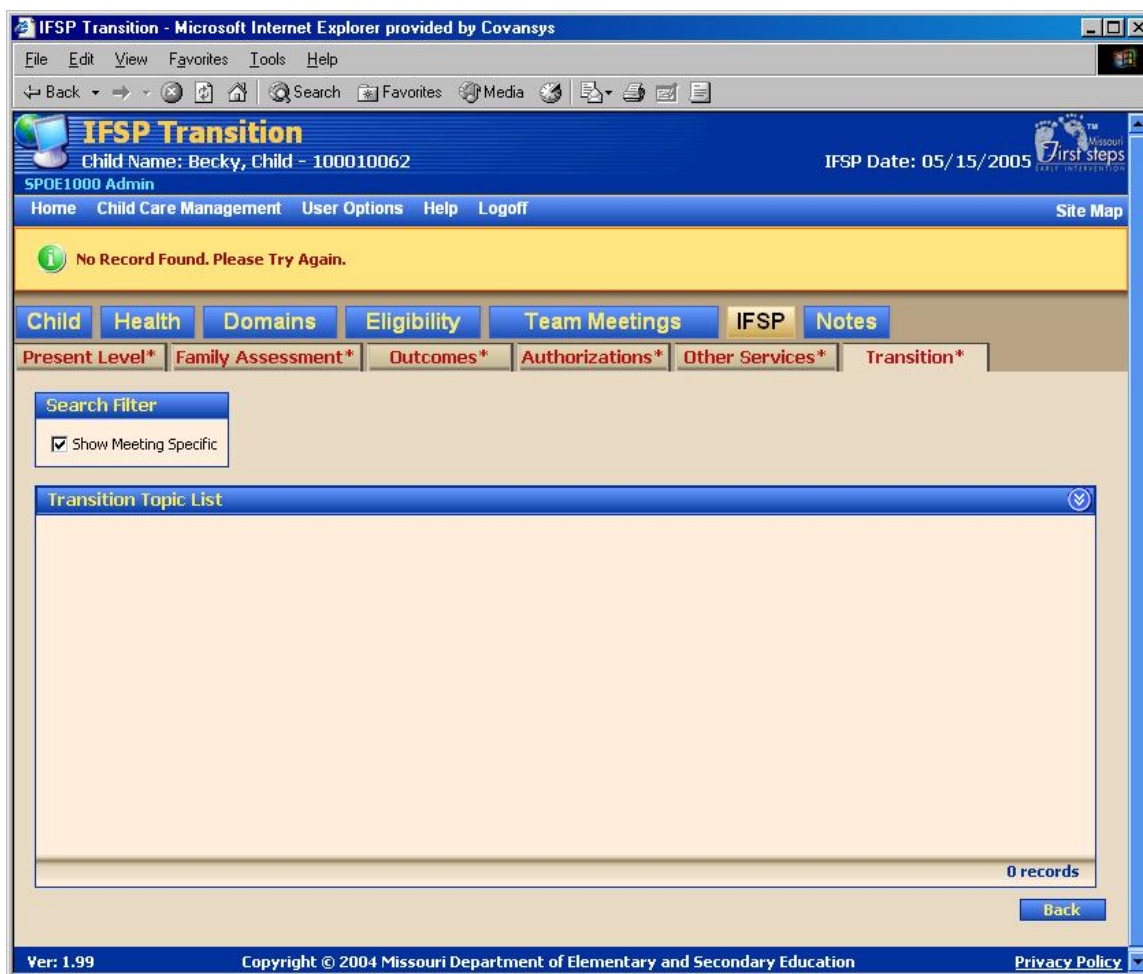 IFSP Transition - Microsoft Internet Explorer provided by Covansys
File Edit View Favorites Tools Help
Back Search Favorites Media
IFSP Transition
Child Name: Becky, Child - 100010062 IFSP Date: 05/15/2005
TM
Missouri
First steps
EARLY INTERVENTION
SPOE1000 Admin
Home Child Care Management User Options Help Logoff Site Map
No Record Found. Please Try Again.
Child Health Domains Eligibility Team Meetings IFSP Notes
Present Level* Family Assessment* Outcomes* Authorizations* Other Services* Transition*
Search Filter
Show Meeting Specific
Transition Topic List
0 records
Back
Ver: 1.99 Copyright © 2004 Missouri Department of Elementary and Secondary Education Privacy Policy